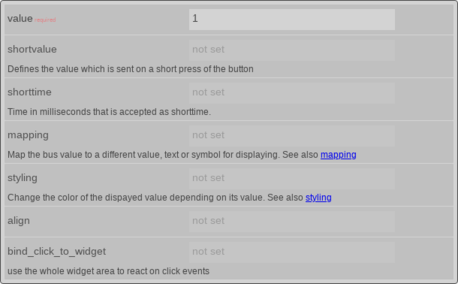 value required 1
shortvalue not set
Defines the value which is sent on a short press of the button
shorttime not set
Time in milliseconds that is accepted as shorttime.
mapping not set
Map the bus value to a different value, text or symbol for displaying. See also mapping
styling not set
Change the color of the dispayed value depending on its value. See also styling
align not set
bind_click_to_widget not set
use the whole widget area to react on click events